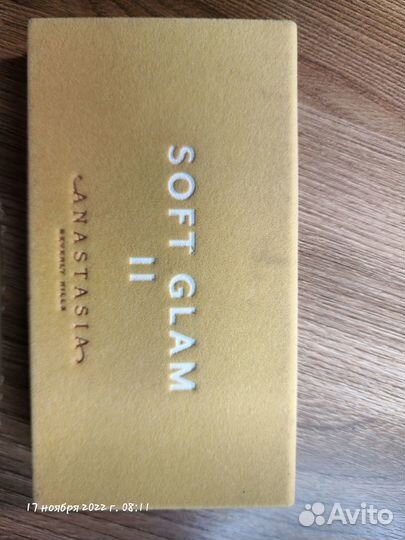 SOFT GLAM
II
ANASTASIA
BEVERLY HILLS
17 ноября 2022 г. 08:11
Avito